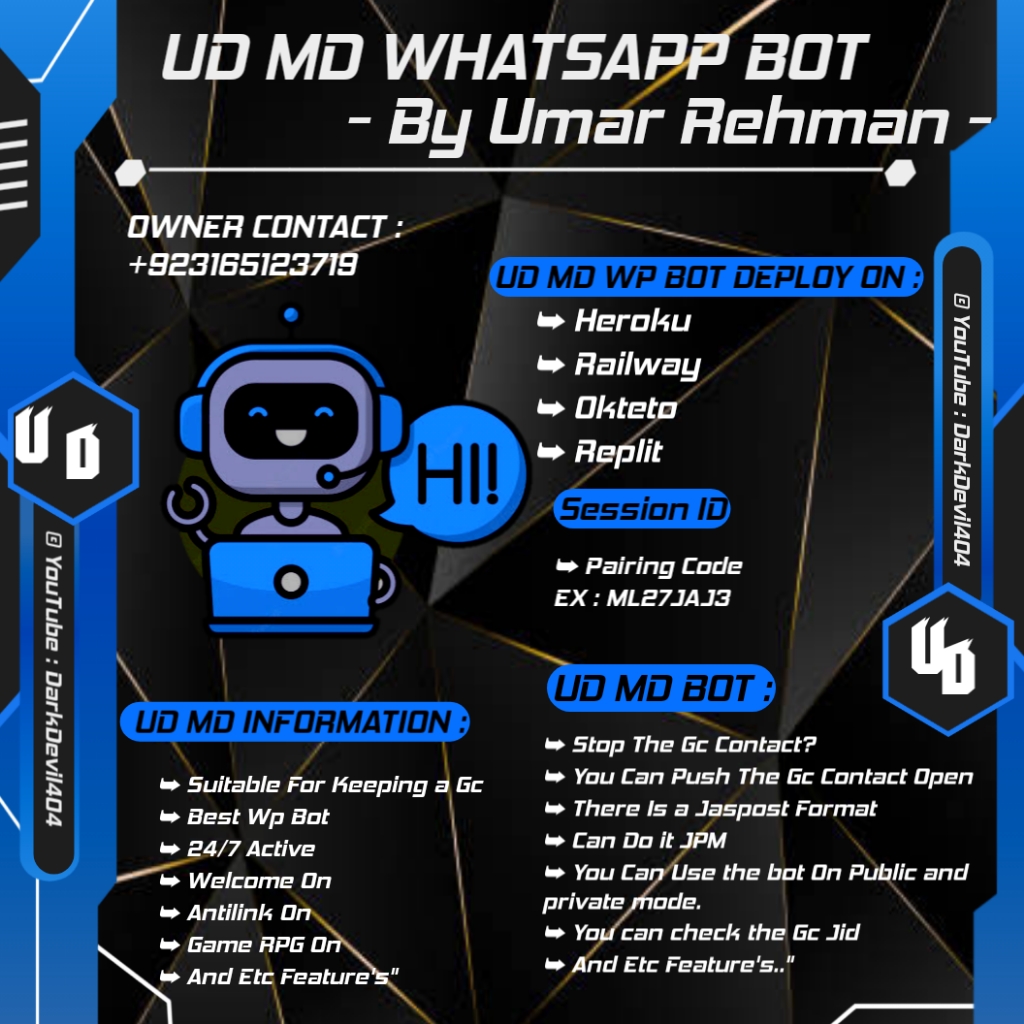 UD MD WHATSAPP BOT
- By Umar Rehman -
OWNER CONTACT :
+923165123719
UD MD WP BOT DEPLOY ON :
➥ Heroku
➥ Railway
➥ Okteto
➥ Replit
HI!
Session ID
➥ Pairing Code
EX : ML27JAJ3
UD MD INFORMATION :
➥ Suitable For Keeping a Gc
➥ Best Wp Bot
➥ 24/7 Active
➥ Welcome On
➥ Antilink On
➥ Game RPG On
➥ And Etc Feature's"
UD MD BOT :
➥ Stop The Gc Contact?
➥ You Can Push The Gc Contact Open
➥ There Is a Jaspost Format
➥ Can Do it JPM
➥ You Can Use the bot On Public and
private mode.
➥ You can check the Gc Jid
➥ And Etc Feature's.."
U D
© YouTube : DarkDevil404
© YouTube : DarkDevil404
UD